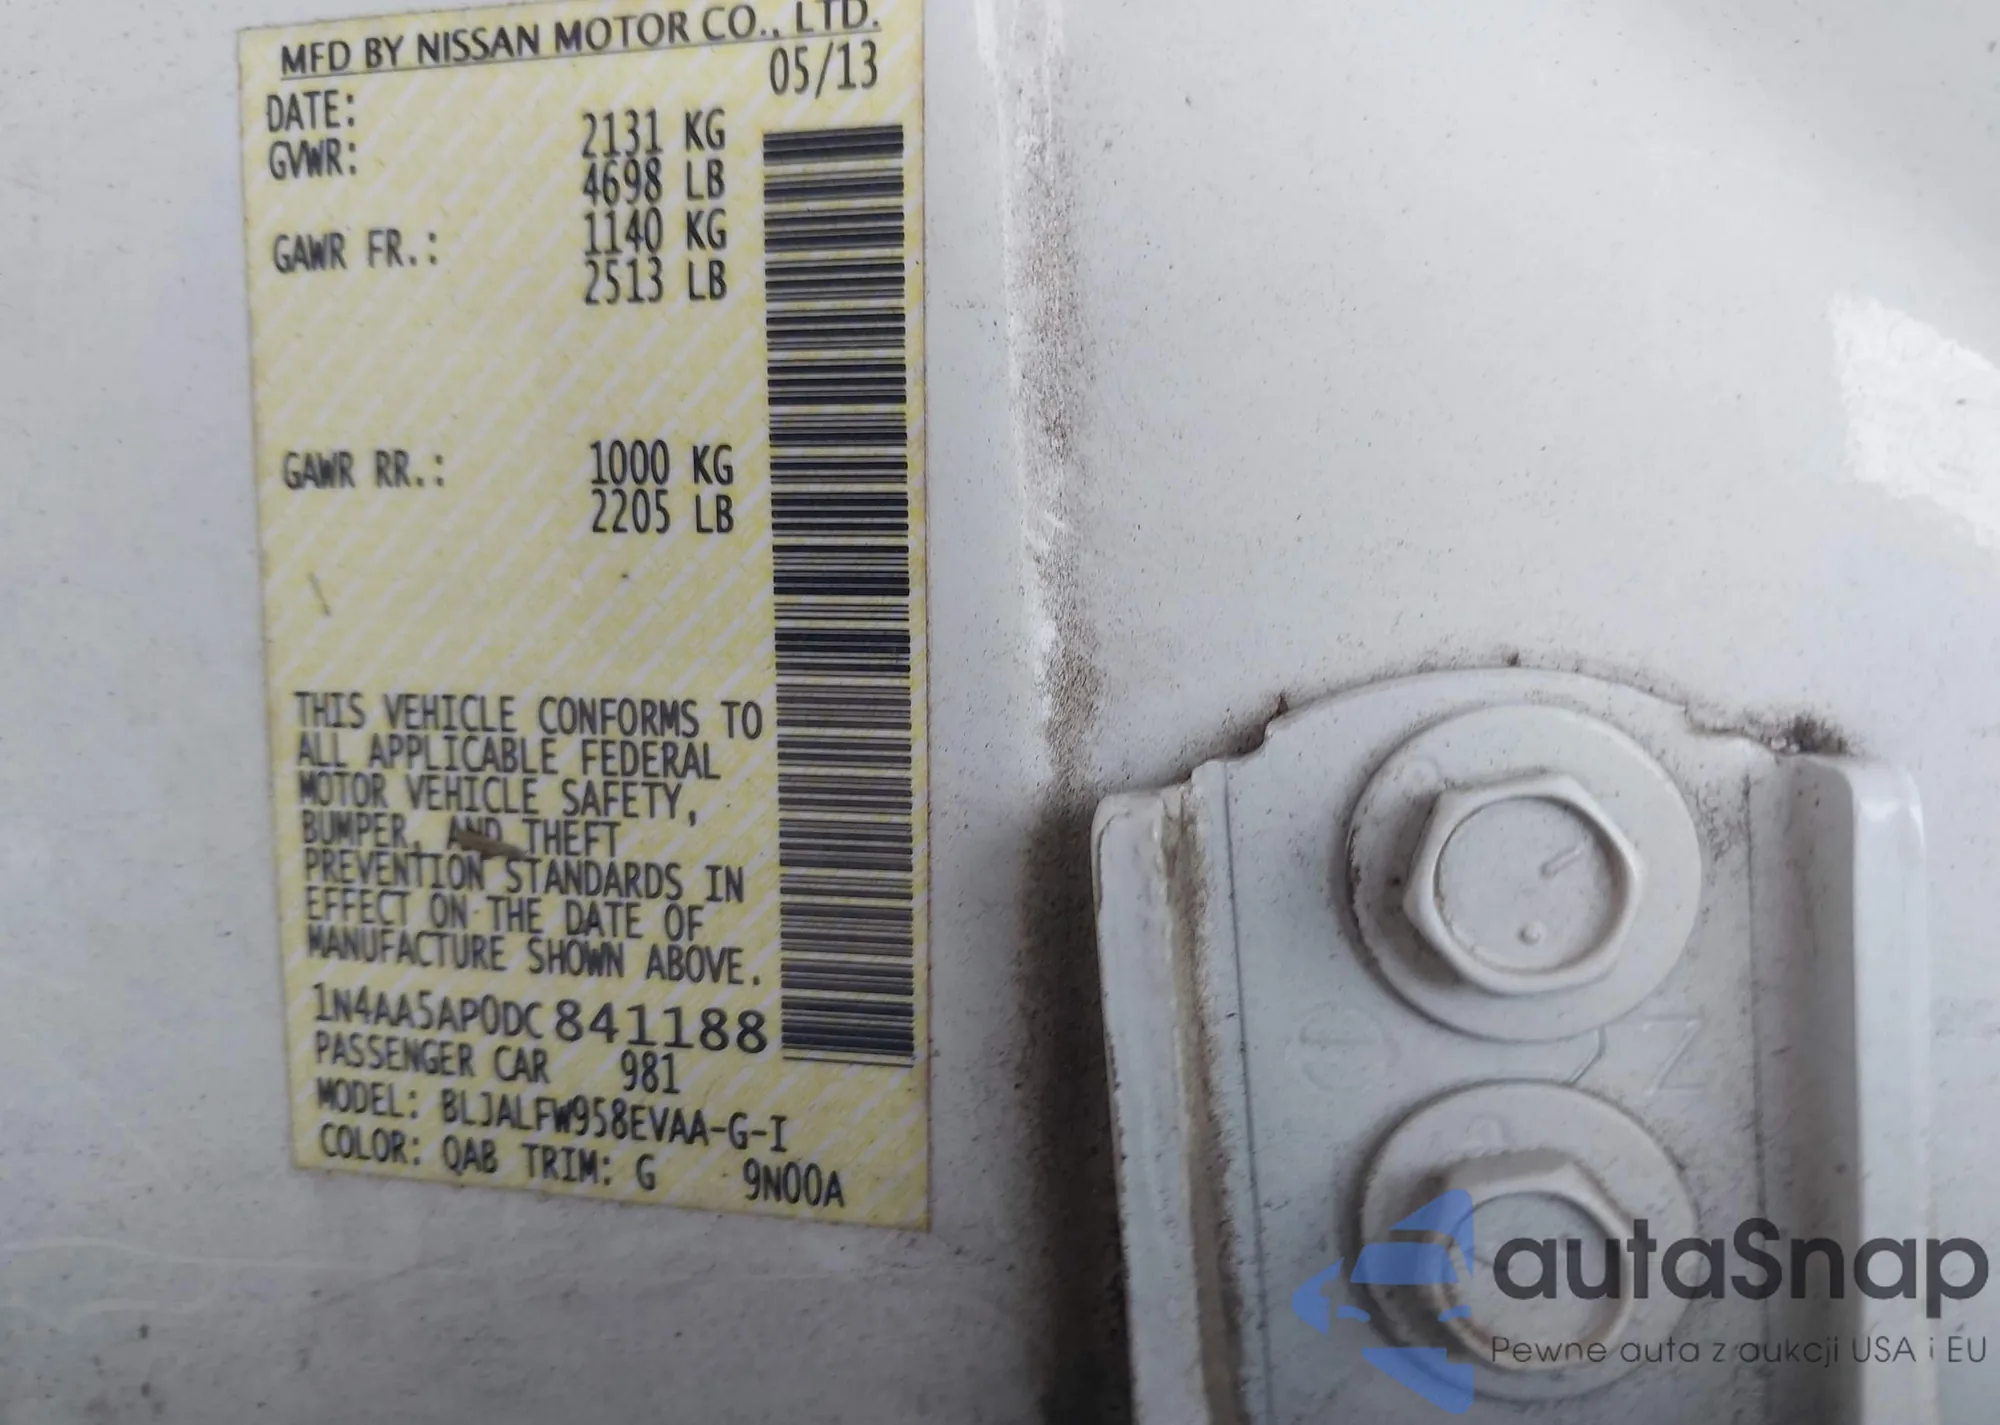 MFD BY NISSAN MOTOR CO., LTD.
DATE: 05/13
GVWR: 2131 KG
4698 LB
GAWR FR.: 1140 KG
2513 LB
GAWR RR.: 1000 KG
2205 LB
THIS VEHICLE CONFORMS TO
ALL APPLICABLE FEDERAL
MOTOR VEHICLE SAFETY,
BUMPER, AND THEFT
PREVENTION STANDARDS IN
EFFECT ON THE DATE OF
MANUFACTURE SHOWN ABOVE.
1N4AA5AP0DC841188
PASSENGER CAR 981
MODEL: BLJALFW958EVAA-G-I
COLOR: QAB TRIM: G 9N00A
autaSnap
Pewne auta z aukcji USA i EU